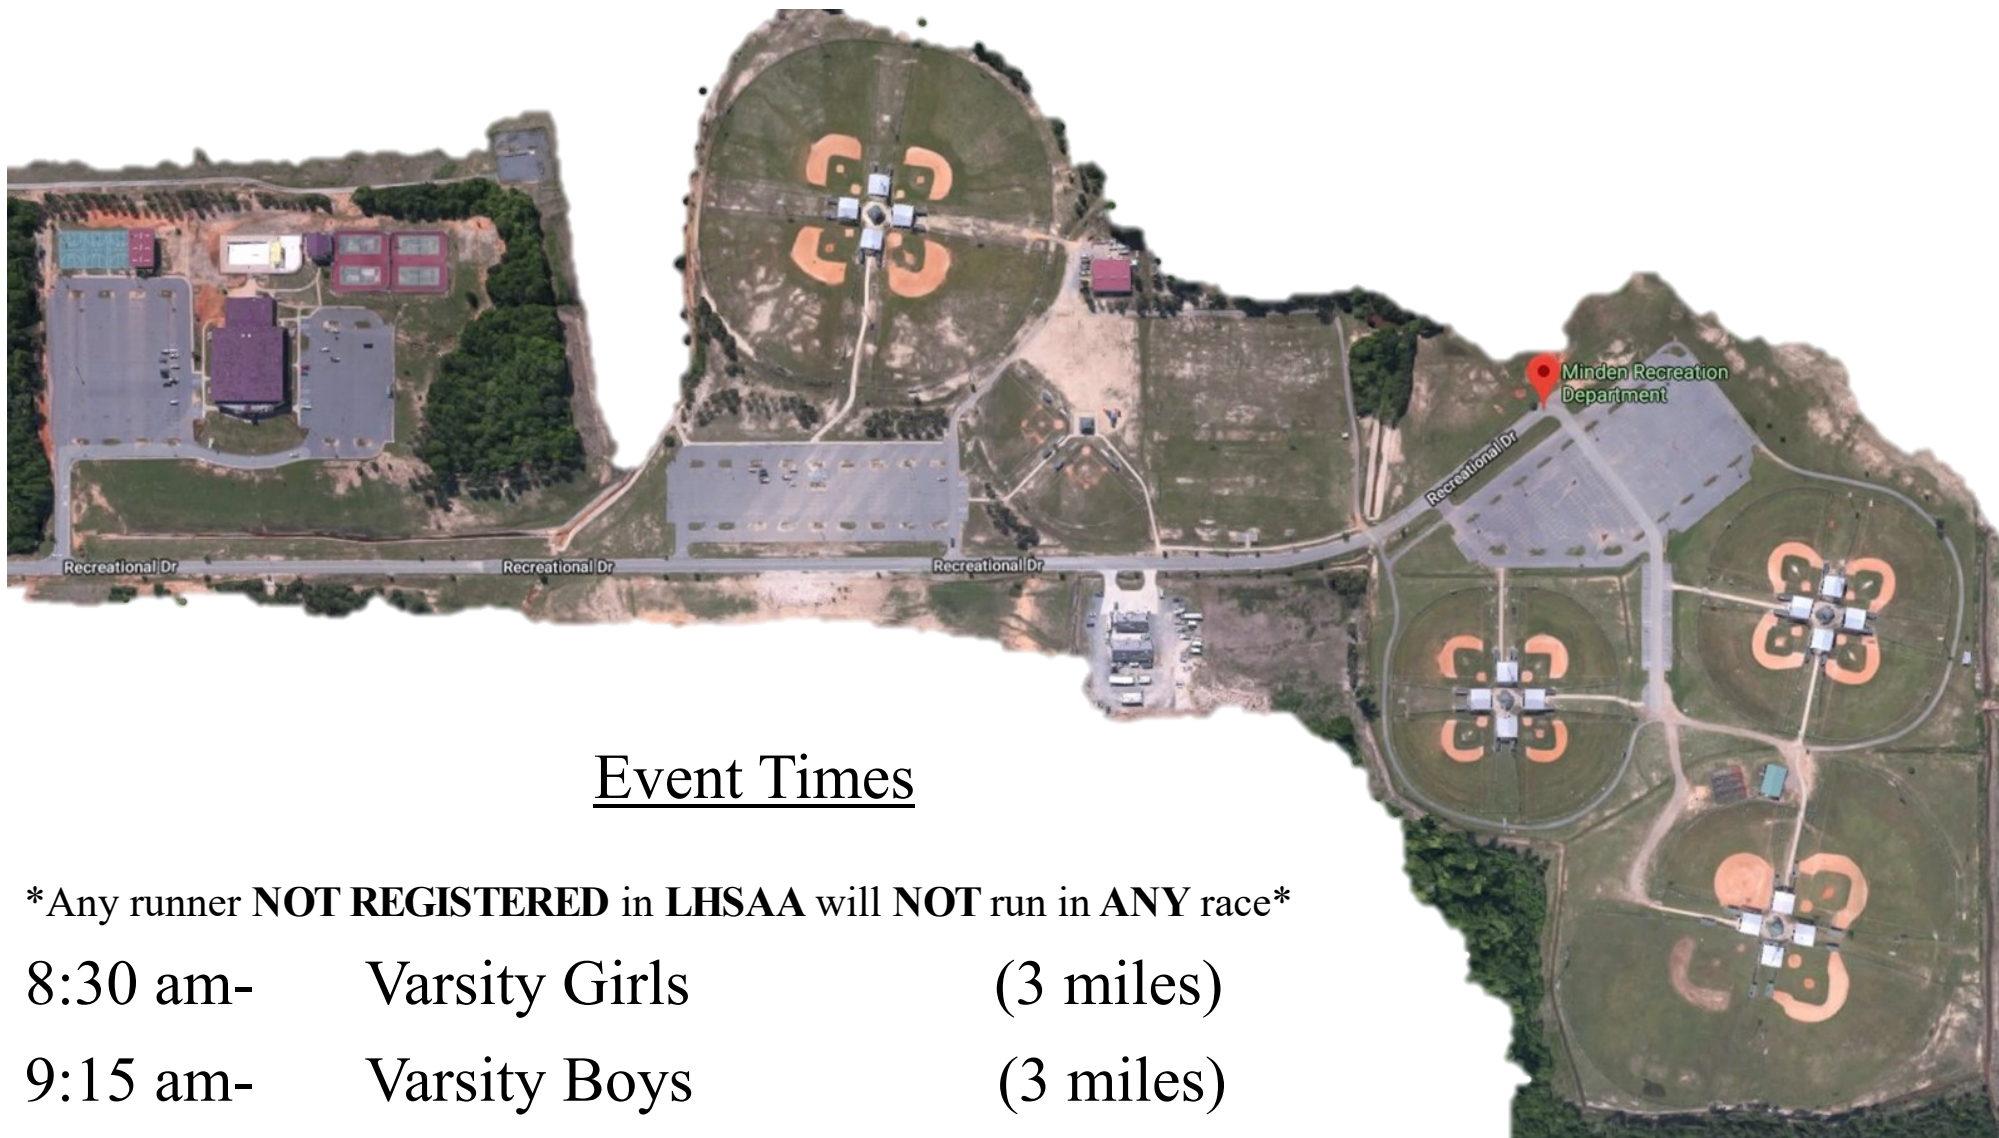 Minden Recreation
Department
Recreational Dr
Recreational Dr
Recreational Dr
Recreational Dr
Event Times
*Any runner NOT REGISTERED in LHSAA will NOT run in ANY race*
8:30 am- Varsity Girls (3 miles)
9:15 am- Varsity Boys (3 miles)